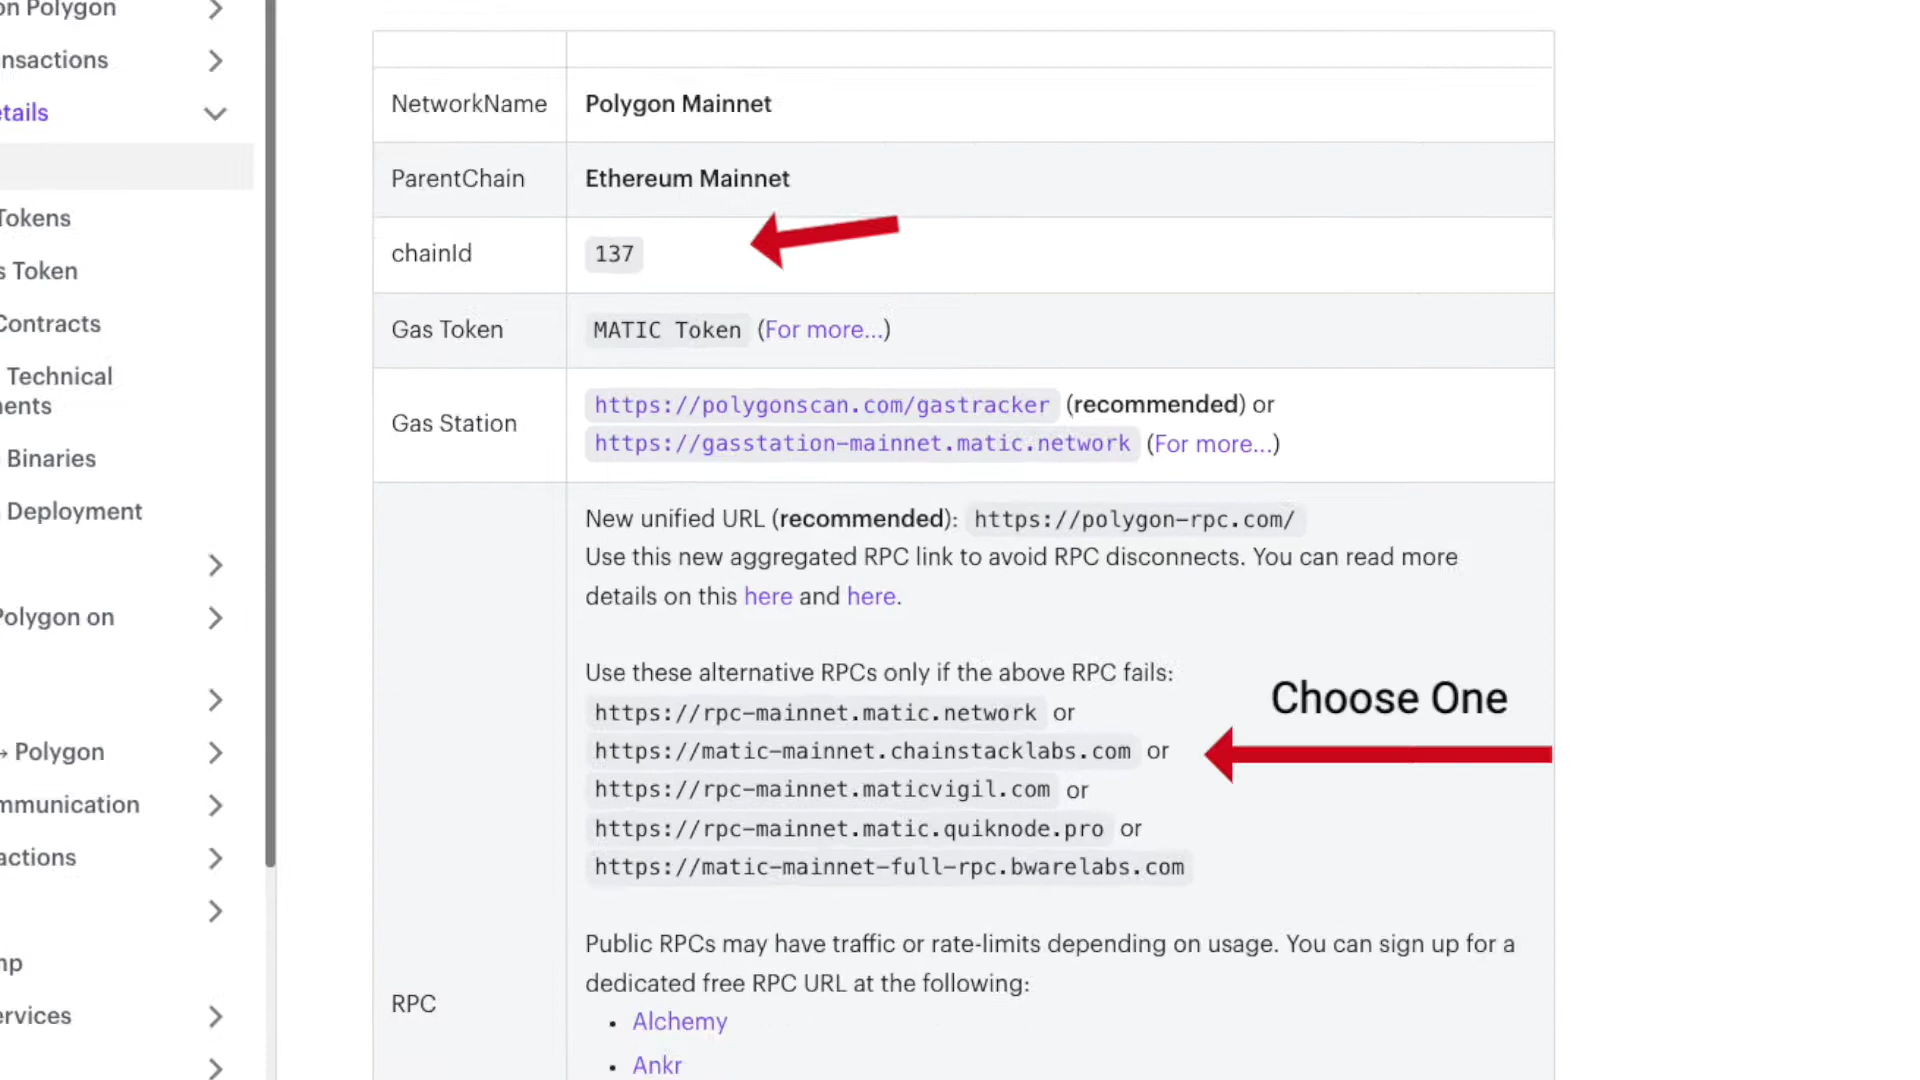 on Polygon
nsactions
etails
Tokens
s Token
Contracts
Technical
ents
Binaries
Deployment
Polygon on
→ Polygon
mmunication
actions
mp
ervices
NetworkName Polygon Mainnet
ParentChain Ethereum Mainnet
chainId 137
Gas Token MATIC Token (For more...)
Gas Station
https://polygonscan.com/gastracker (recommended) or
https://gasstation-mainnet.matic.network (For more...)
RPC
New unified URL (recommended): https://polygon-rpc.com/
Use this new aggregated RPC link to avoid RPC disconnects. You can read more
details on this here and here.
Use these alternative RPCs only if the above RPC fails:
https://rpc-mainnet.matic.network or
https://matic-mainnet.chainstacklabs.com or
https://rpc-mainnet.maticvigil.com or
https://rpc-mainnet.matic.quiknode.pro or
https://matic-mainnet-full-rpc.bwarelabs.com
Choose One
Public RPCs may have traffic or rate-limits depending on usage. You can sign up for a
dedicated free RPC URL at the following:
• Alchemy
• Ankr